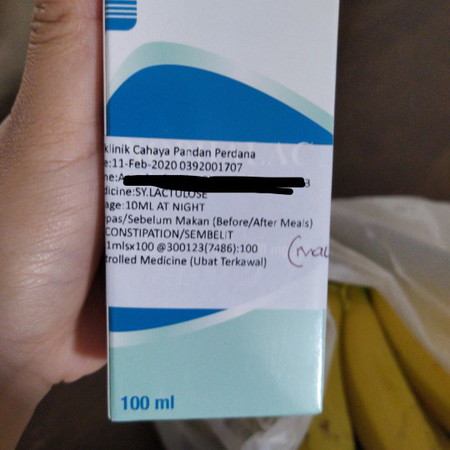 klinik Cahaya Pandan Perdana
e:11-Feb-2020 0392001707
e:A 3
dicine:SY.LACTULOSE
age:10ML AT NIGHT
pas/Sebelum Makan (Before/After Meals)
CONSTIPATION/SEMBELIT
1mlsx100 @300123(7486):100
trolled Medicine (Ubat Terkawal)
100 ml